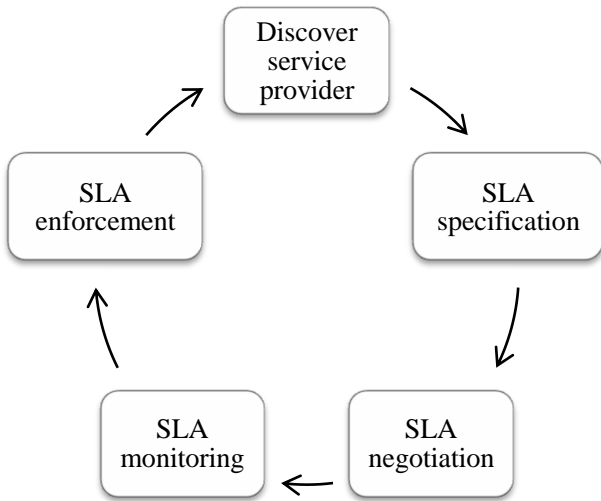 Discover
service
provider
SLA
specification
SLA
negotiation
SLA
monitoring
SLA
enforcement